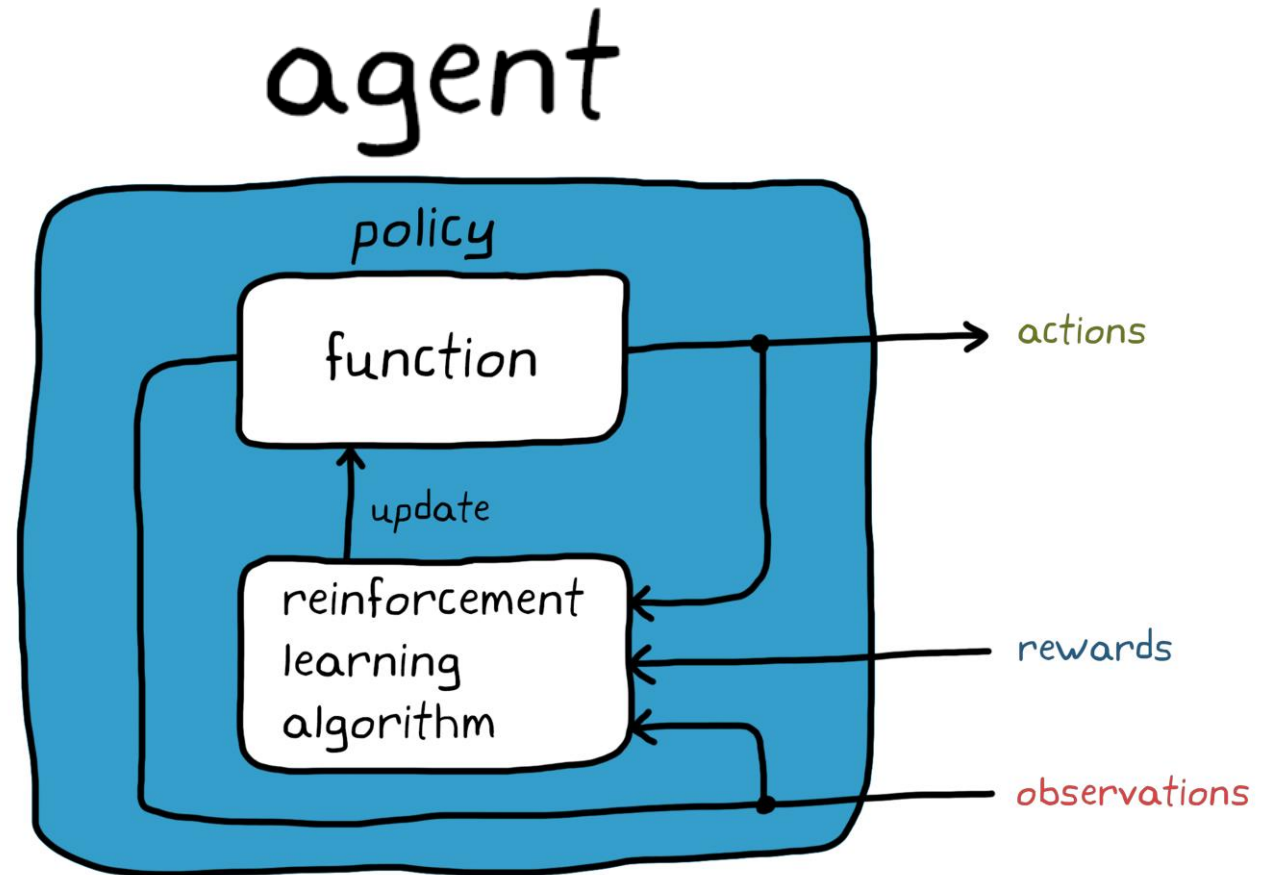 agent
policy
function
actions
update
reinforcement
learning
algorithm
rewards
observations